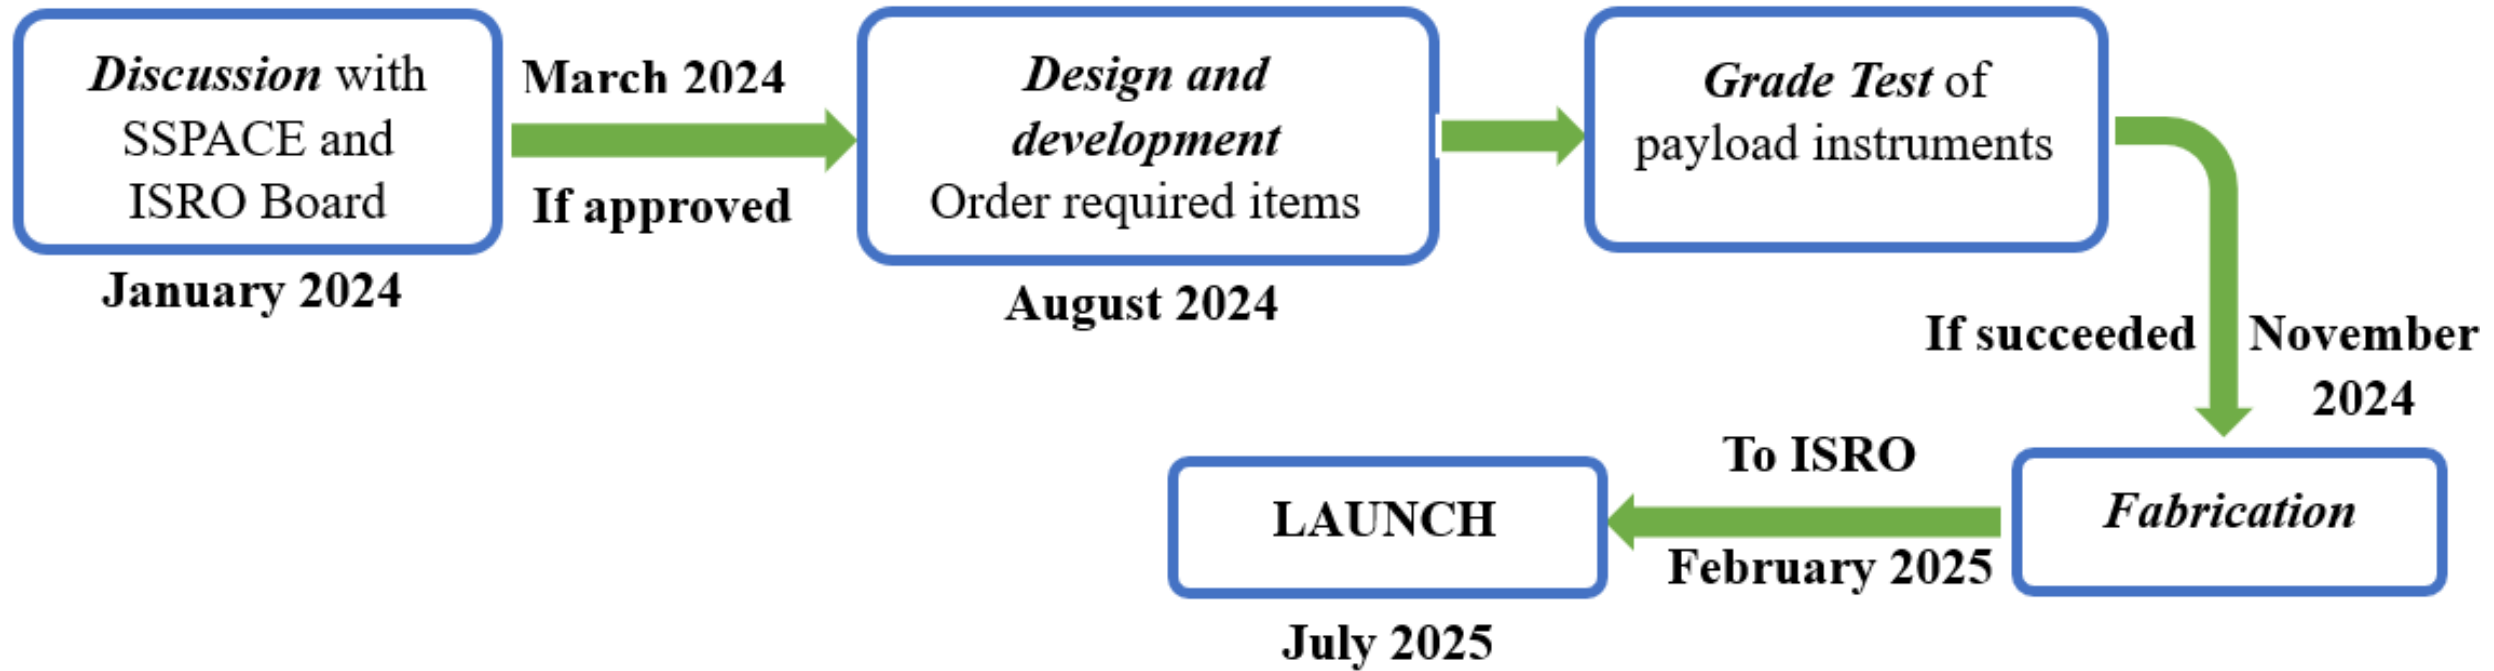 Discussion with
SSPACE and
ISRO Board
January 2024
March 2024
If approved
Design and
development
Order required items
August 2024
Grade Test of
payload instruments
If succeeded
November
2024
Fabrication
To ISRO
February 2025
LAUNCH
July 2025